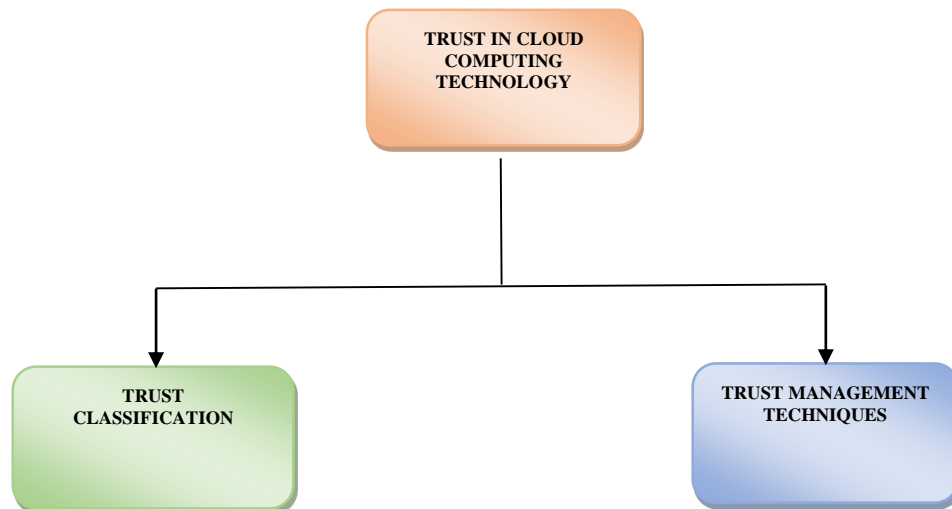 TRUST IN CLOUD
COMPUTING
TECHNOLOGY
TRUST
CLASSIFICATION
TRUST MANAGEMENT
TECHNIQUES